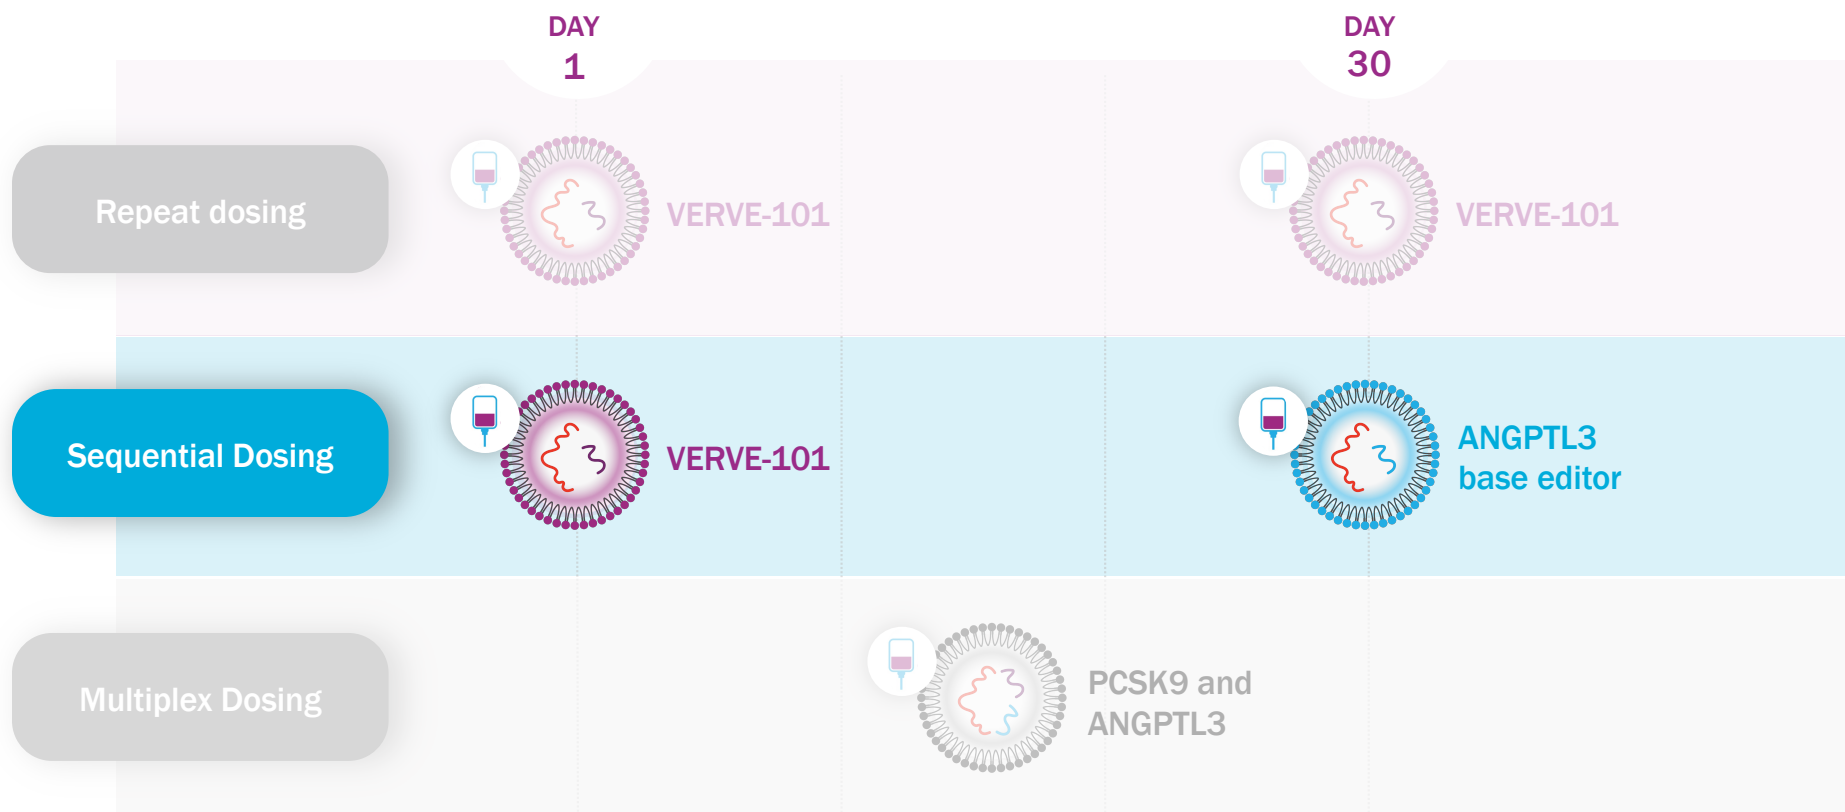 DAY
1
DAY
30
Repeat dosing
VERVE-101
VERVE-101
Sequential Dosing
VERVE-101
ANGPTL3
base editor
Multiplex Dosing
PCSK9 and
ANGPTL3